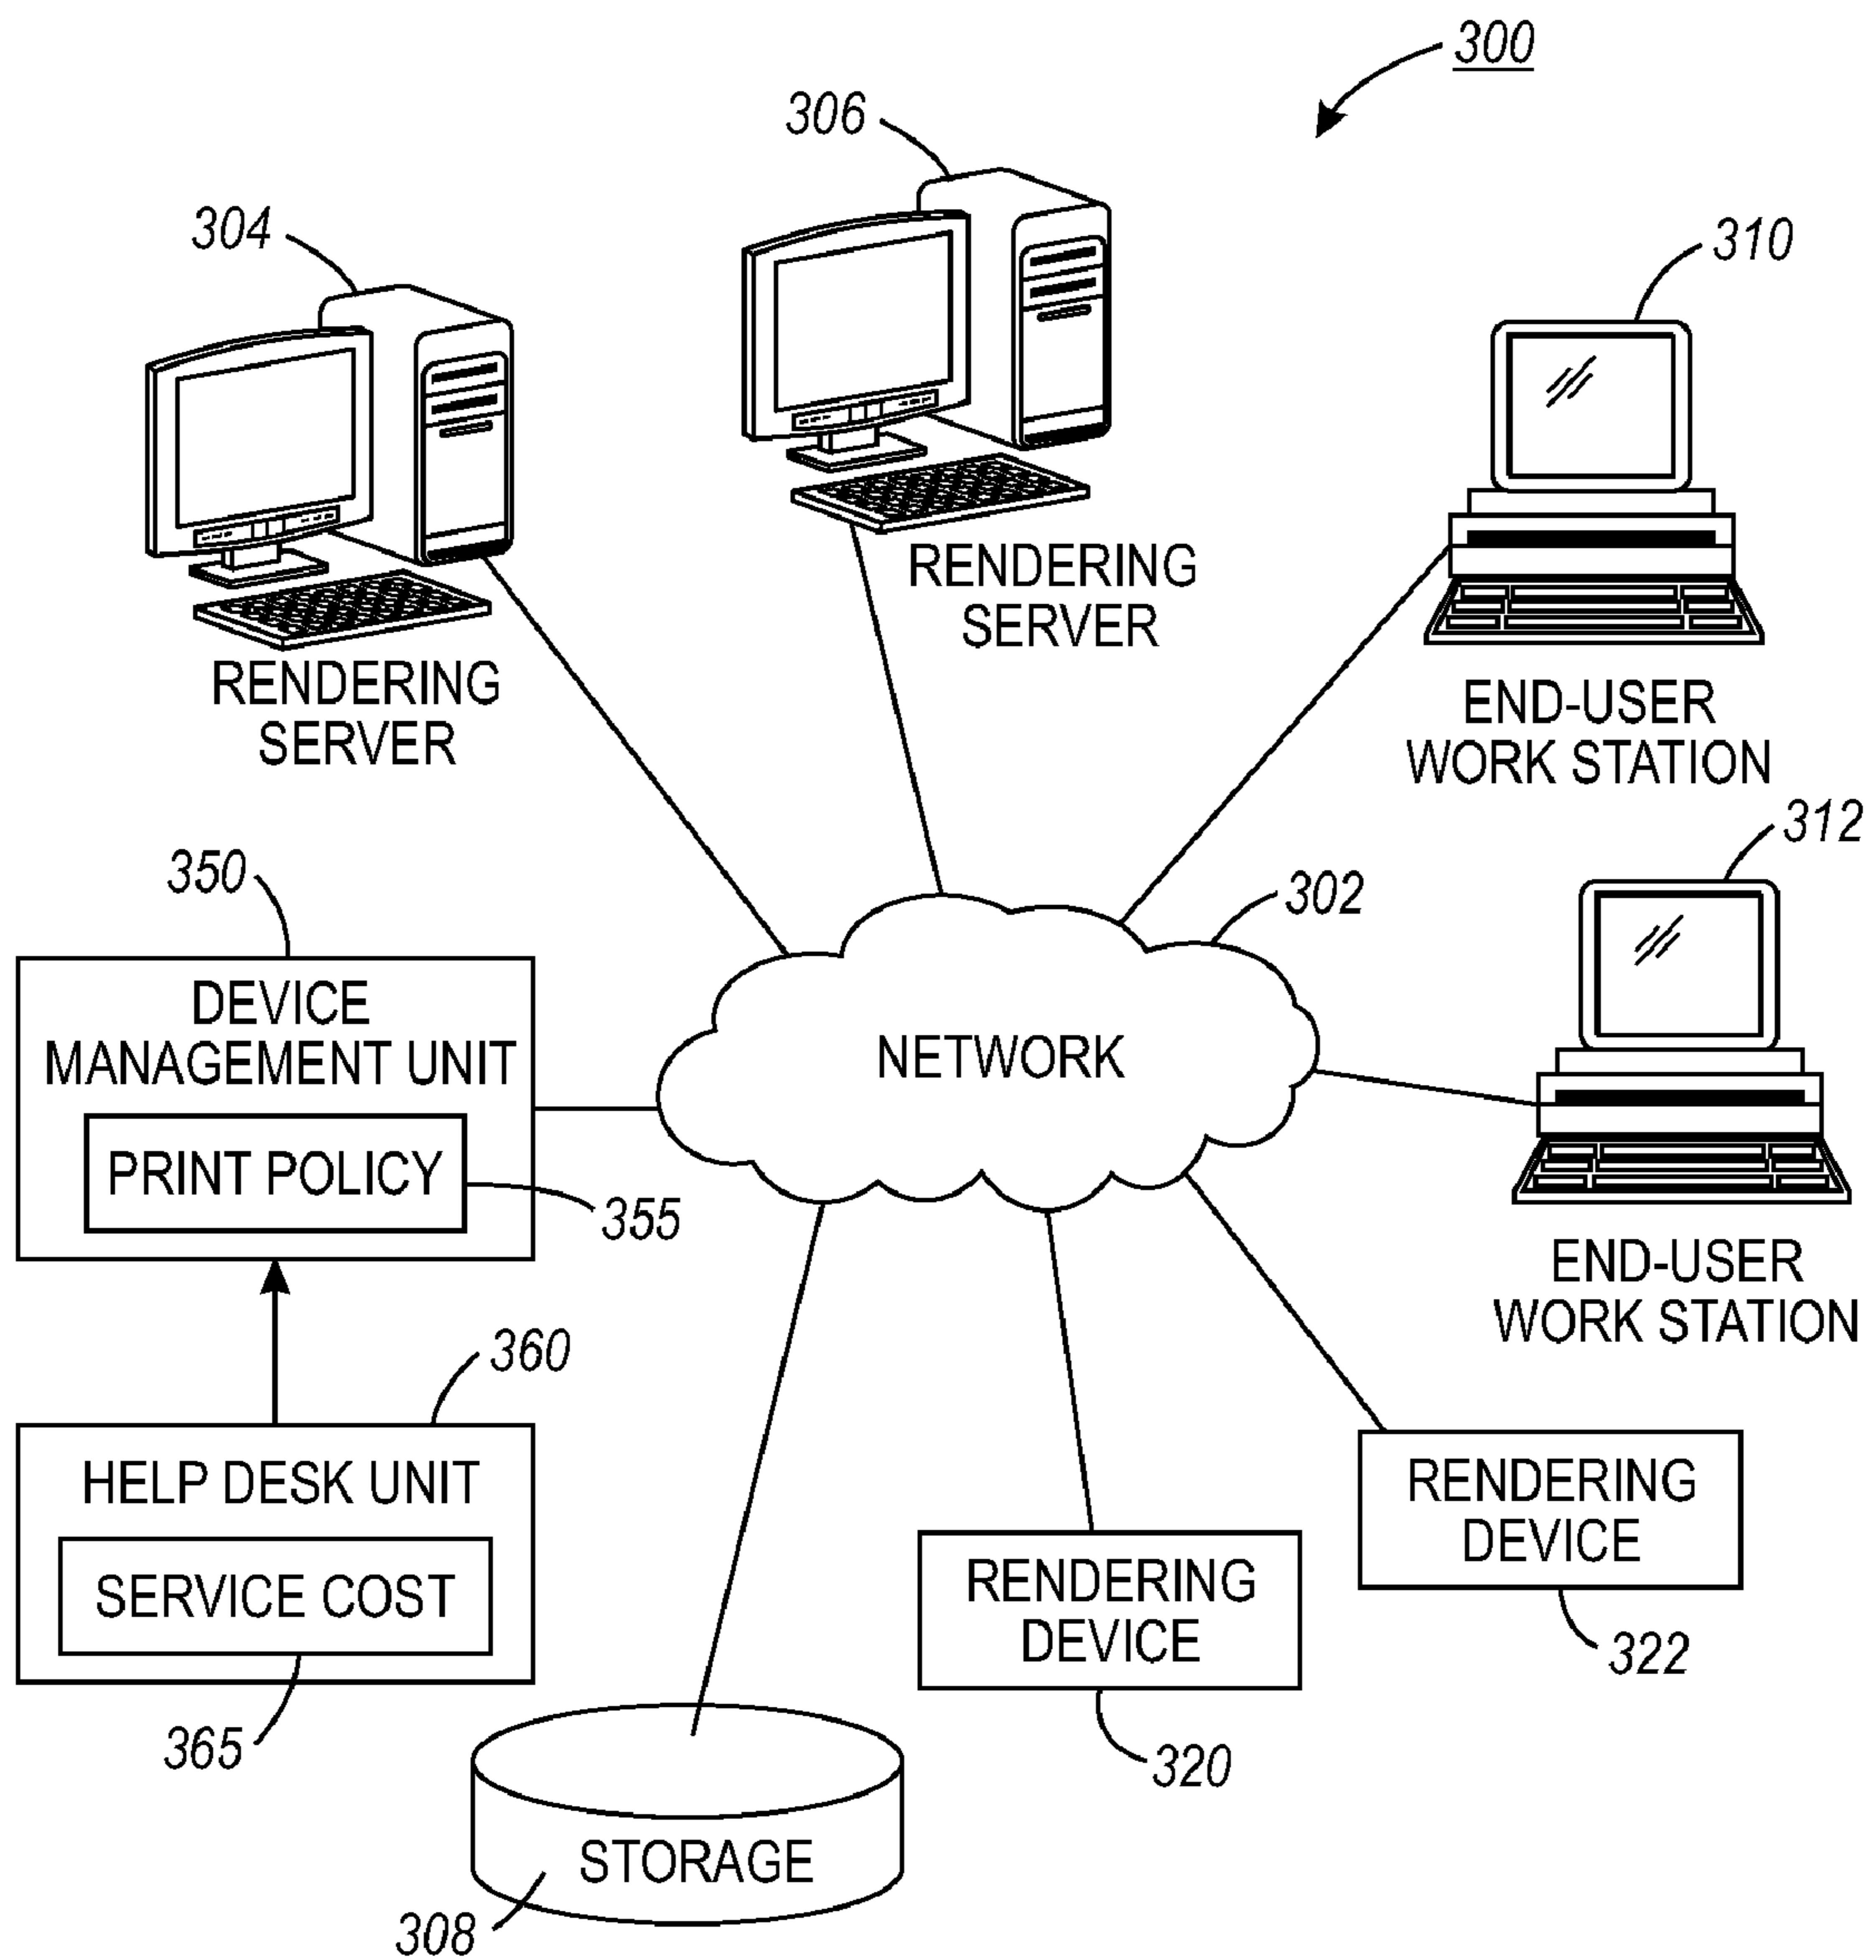 300
306
304
310
RENDERING
SERVER
RENDERING
SERVER
END-USER
WORK STATION
312
350
302
DEVICE
MANAGEMENT UNIT
NETWORK
PRINT POLICY
355
END-USER
WORK STATION
360
HELP DESK UNIT
RENDERING
DEVICE
SERVICE COST
RENDERING
DEVICE
322
365
320
STORAGE
308